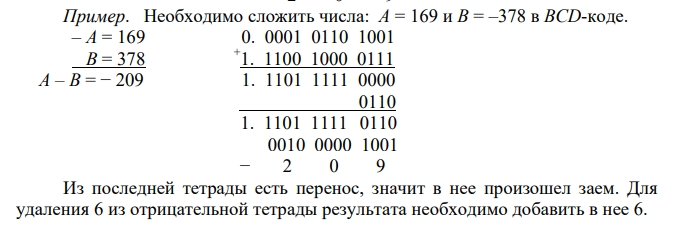 Пример. Необходимо сложить числа: A = 169 и B = –378 в BCD-коде.
– A = 169 0. 0001 0110 1001
B = 378 +1. 1100 1000 0111
A – B = – 209 1. 1101 1111 0000
0110
1. 1101 1111 0110
0010 0000 1001
– 2 0 9
Из последней тетрады есть перенос, значит в нее произошел заем. Для
удаления 6 из отрицательной тетрады результата необходимо добавить в нее 6.